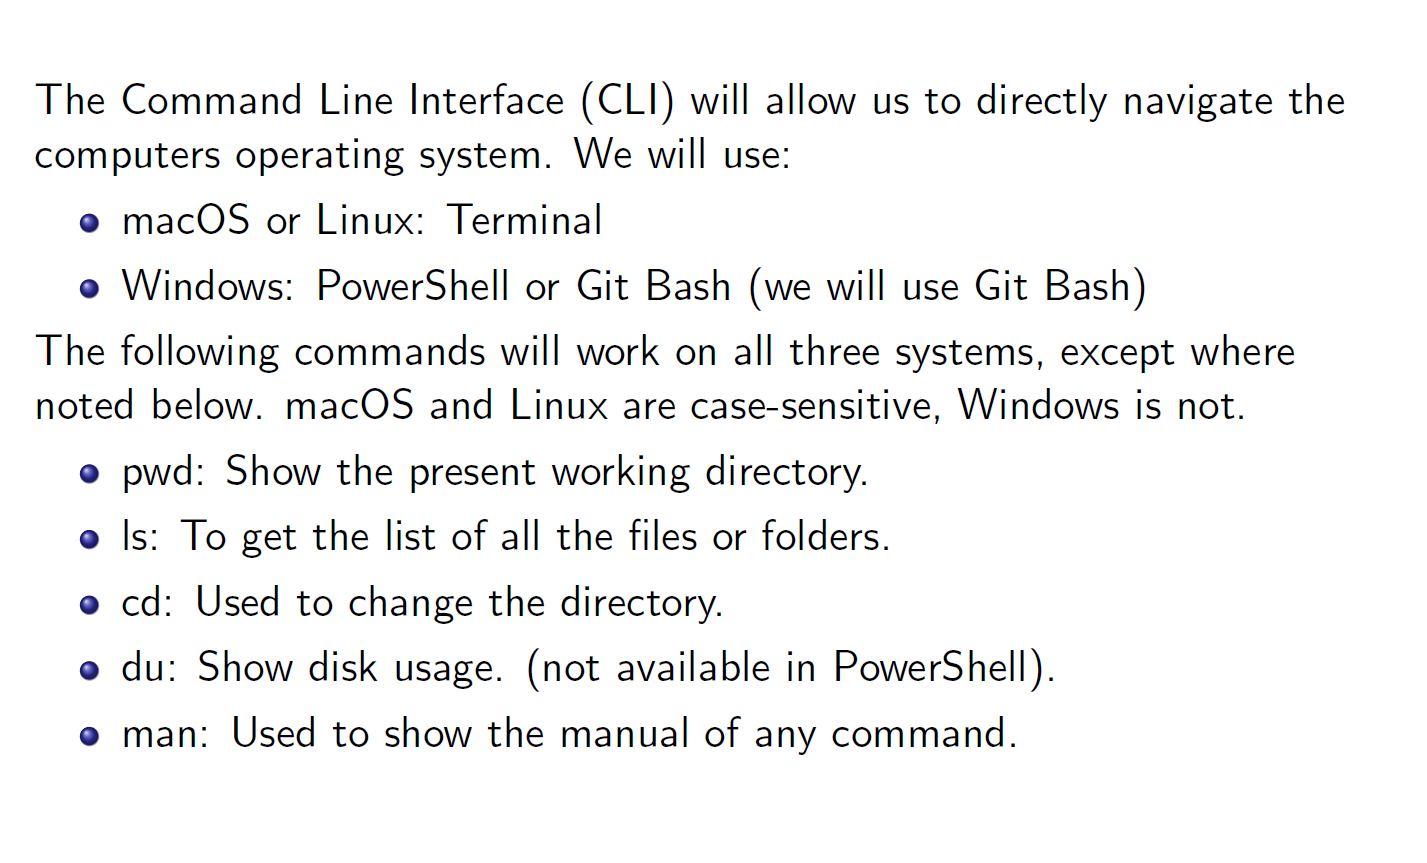 The Command Line Interface (CLI) will allow us to directly navigate the
computers operating system. We will use:
macOS or Linux: Terminal
Windows: PowerShell or Git Bash (we will use Git Bash)
The following commands will work on all three systems, except where
noted below. macOS and Linux are case-sensitive, Windows is not.
pwd: Show the present working directory.
ls: To get the list of all the files or folders.
cd: Used to change the directory.
du: Show disk usage. (not available in PowerShell).
man: Used to show the manual of any command.